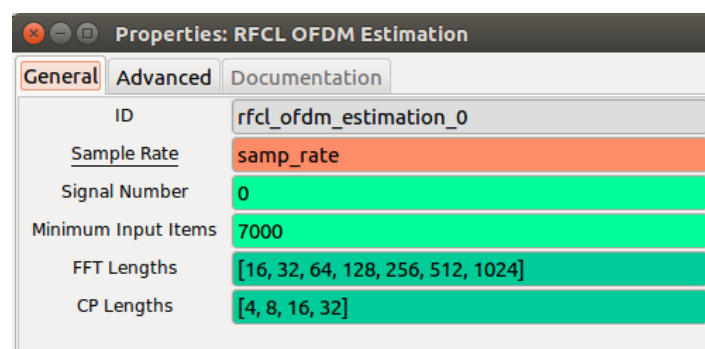 Properties: RFCL OFDM Estimation
General Advanced Documentation
ID rfcl_ofdm_estimation_0
Sample Rate samp_rate
Signal Number 0
Minimum Input Items 7000
FFT Lengths [16, 32, 64, 128, 256, 512, 1024]
CP Lengths [4, 8, 16, 32]